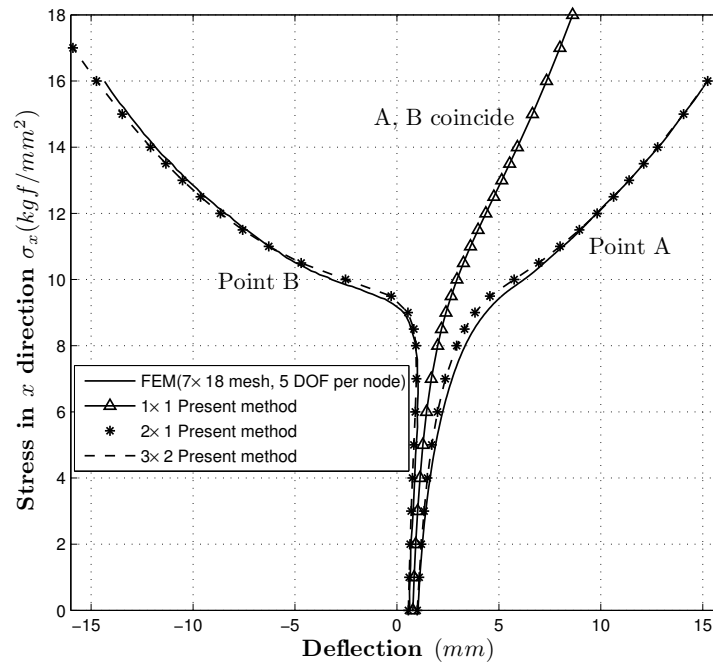 18
16
14
12
10
8
6
4
2
0
Stress in x direction σx(kgf/mm²)
A, B coincide
Point A
Point B
FEM(7× 18 mesh, 5 DOF per node)
1× 1 Present method
2× 1 Present method
3× 2 Present method
−15 −10 −5 0 5 10 15
Deflection (mm)